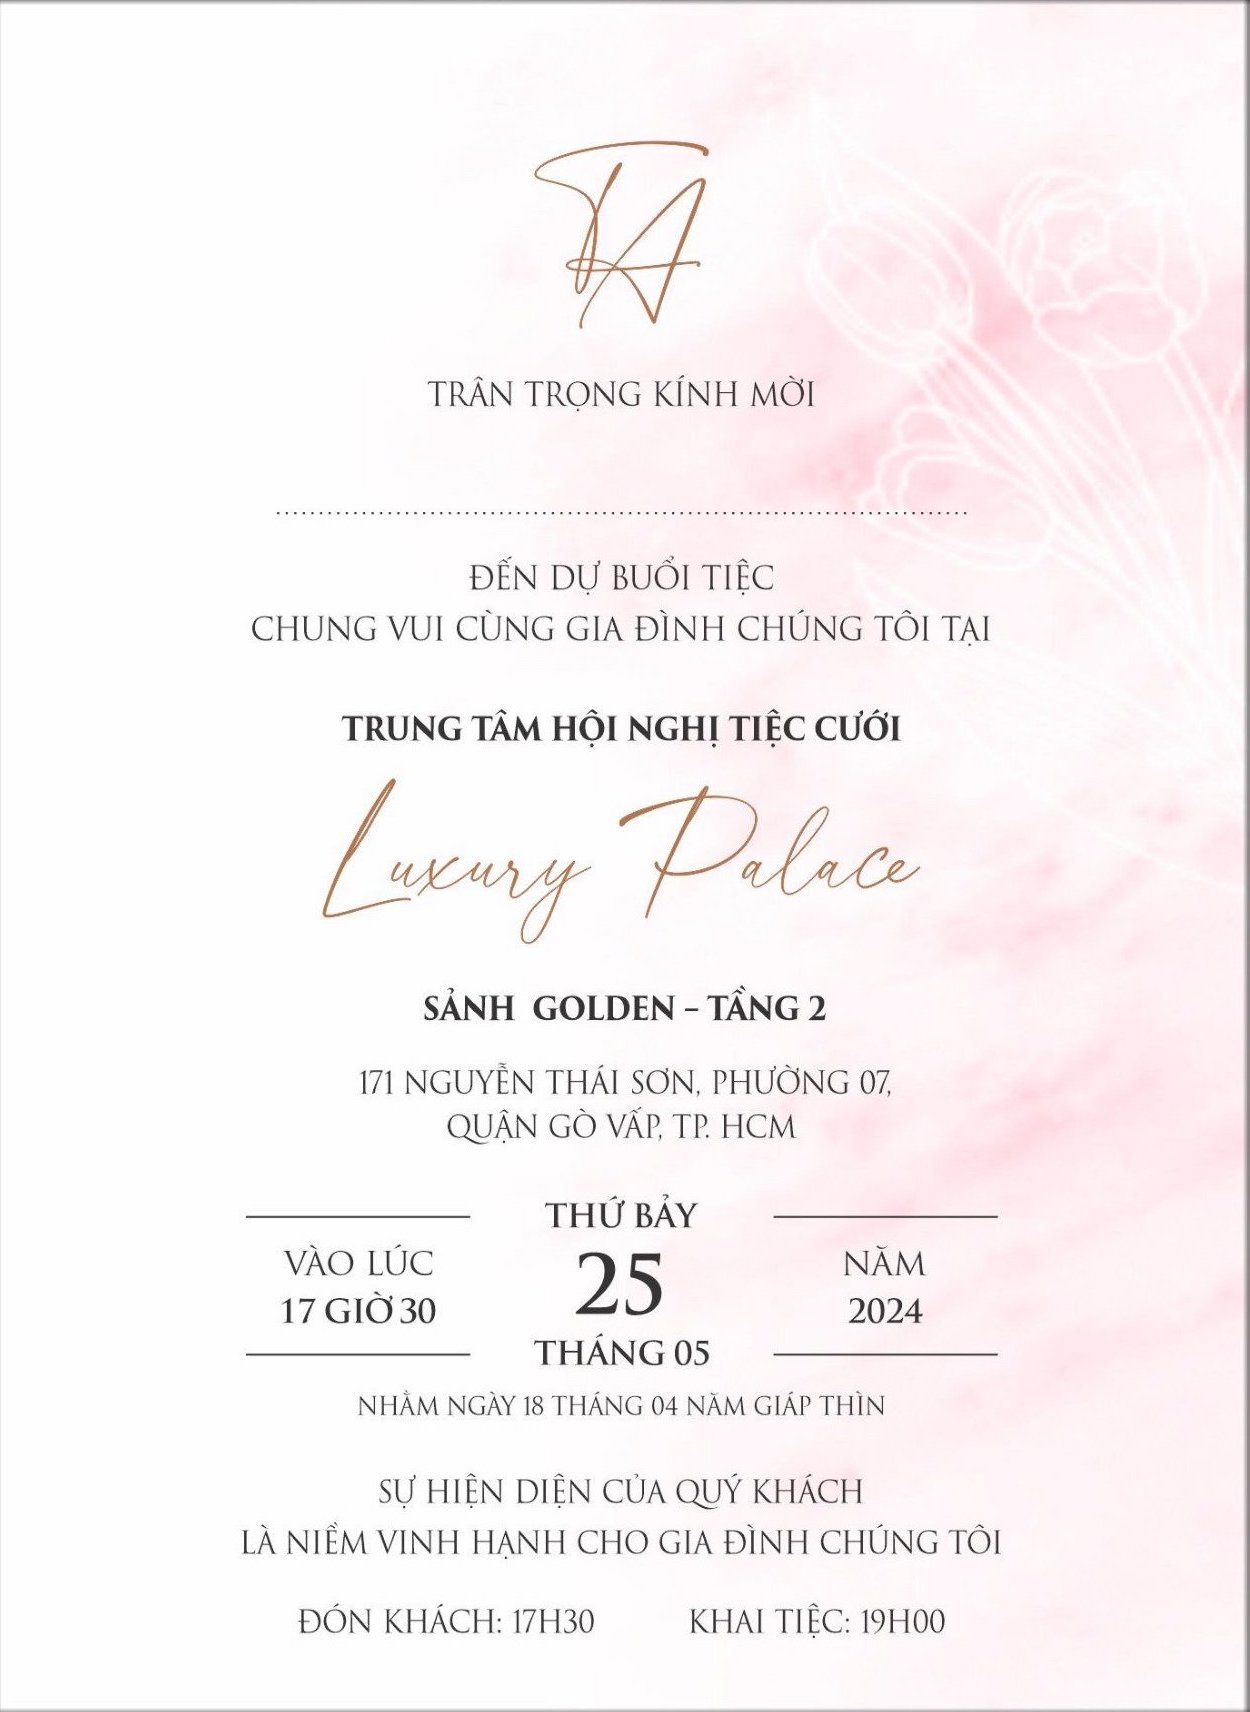 TA
TRÂN TRỌNG KÍNH MỜI
ĐẾN DỰ BUỔI TIỆC
CHUNG VUI CÙNG GIA ĐÌNH CHÚNG TÔI TẠI
TRUNG TÂM HỘI NGHỊ TIỆC CƯỚI
Luxury Palace
SẢNH GOLDEN – TẦNG 2
171 NGUYỄN THÁI SƠN, PHƯỜNG 07,
QUẬN GÒ VẤP, TP. HCM
THỨ BẢY
VÀO LÚC
17 GIỜ 30
25
NĂM
2024
THÁNG 05
NHẰM NGÀY 18 THÁNG 04 NĂM GIÁP THÌN
SỰ HIỆN DIỆN CỦA QUÝ KHÁCH
LÀ NIỀM VINH HẠNH CHO GIA ĐÌNH CHÚNG TÔI
ĐÓN KHÁCH: 17H30 KHAI TIỆC: 19H00